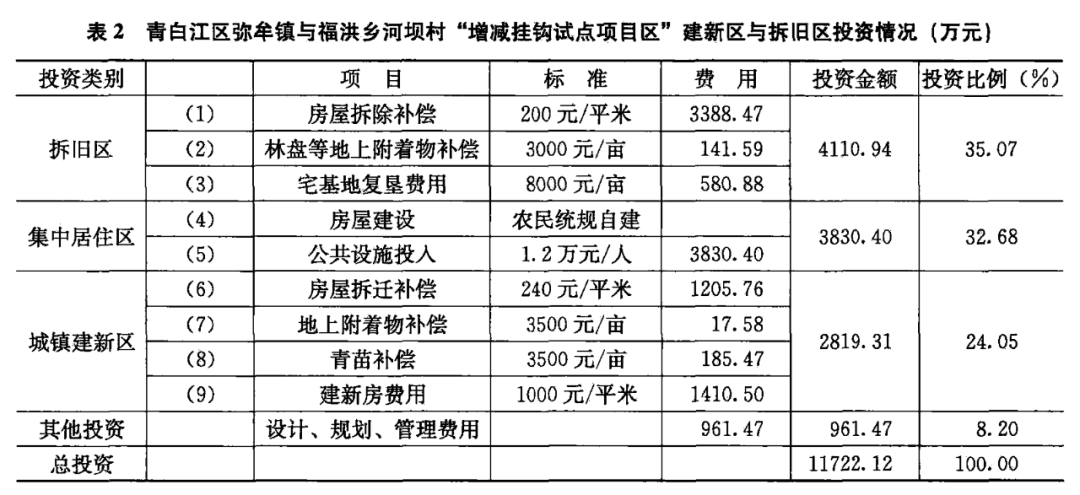 表 2 青白江区弥牟镇与福洪乡河坝村“增减挂钩试点项目区”建新区与拆旧区投资情况（万元）
投资类别 项 目 标 准 费 用 投资金额 投资比例（%）
拆旧区 （1） 房屋拆除补偿 200 元/平米 3388.47 4110.94 35.07
（2） 林盘等地上附着物补偿 3000 元/亩 141.59
（3） 宅基地复垦费用 8000 元/亩 580.88
集中居住区 （4） 房屋建设 农民统规自建 3830.40 32.68
（5） 公共设施投入 1.2 万元/人 3830.40
城镇建新区 （6） 房屋拆迁补偿 240 元/平米 1205.76 2819.31 24.05
（7） 地上附着物补偿 3500 元/亩 17.58
（8） 青苗补偿 3500 元/亩 185.47
（9） 建新房费用 1000 元/平米 1410.50
其他投资 设计、规划、管理费用 961.47 961.47 8.20
总投资 11722.12 100.00